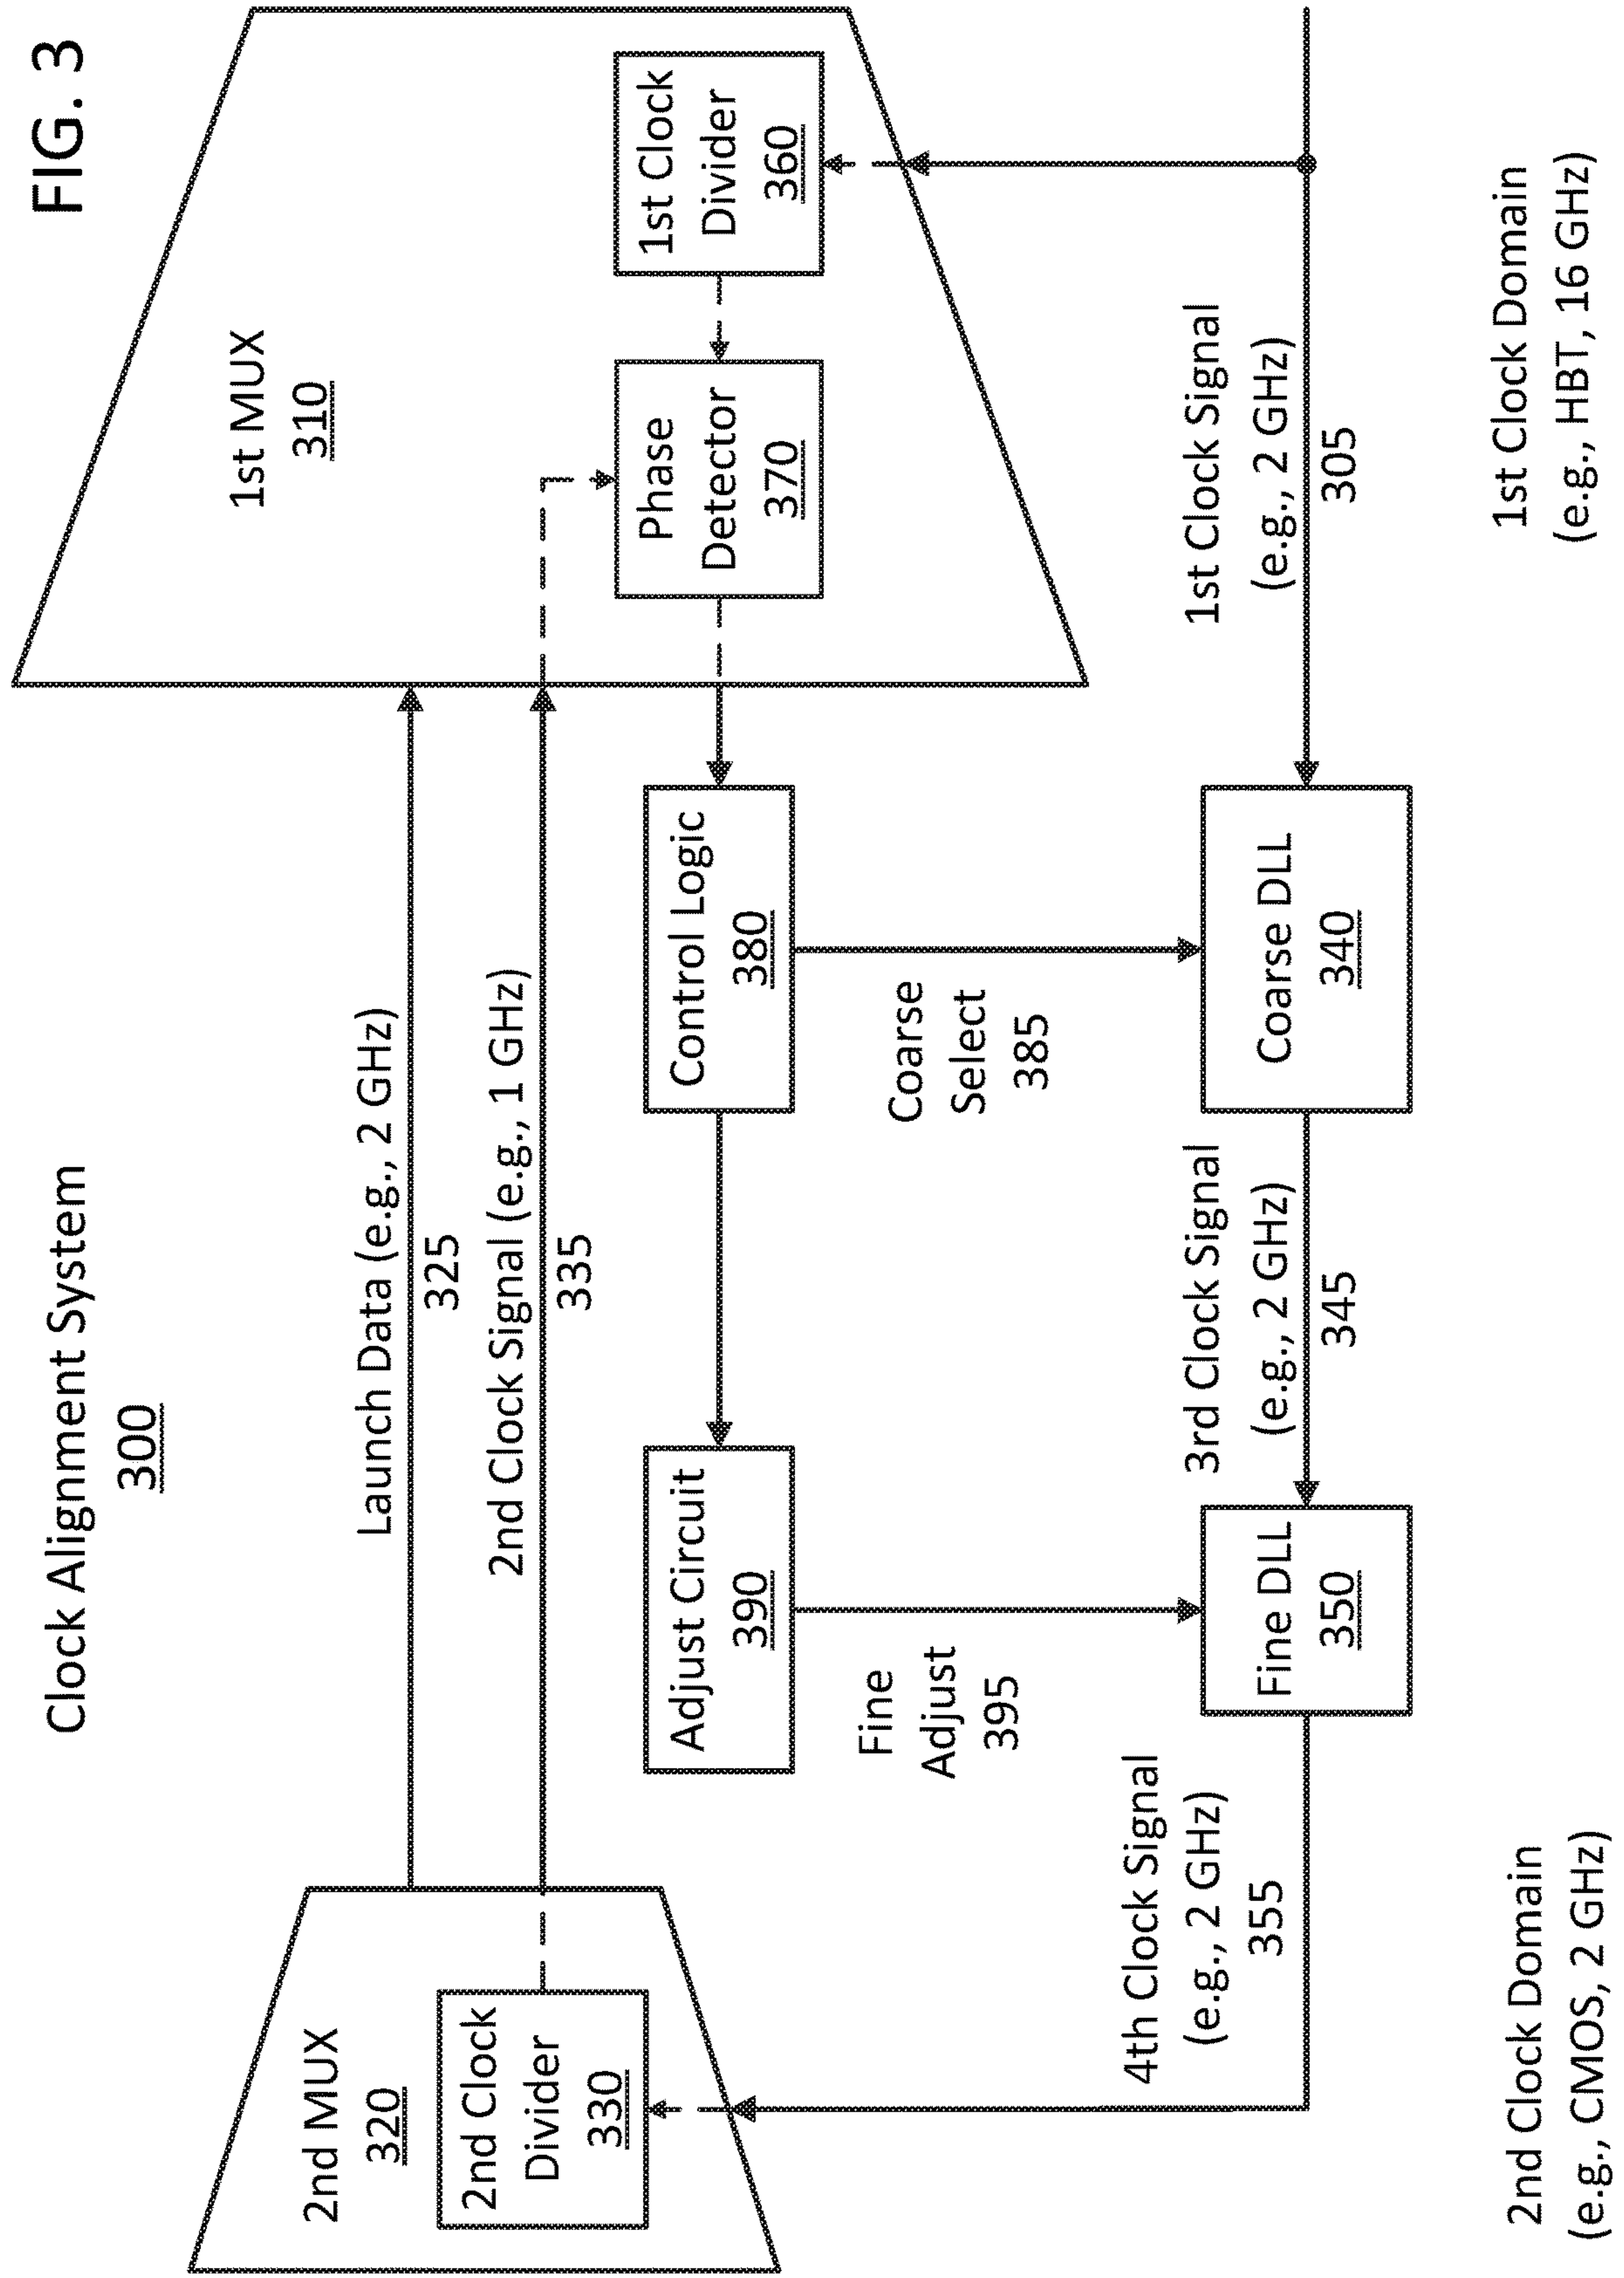 FIG. 3
Clock Alignment System
300
2nd MUX
320
2nd Clock
Divider
330
Launch Data (e.g., 2 GHz)
325
2nd Clock Signal (e.g., 1 GHz)
335
1st MUX
310
Phase
Detector
370
1st Clock
Divider
360
Adjust Circuit
390
Control Logic
380
Fine
Adjust
395
Coarse
Select
385
4th Clock Signal
(e.g., 2 GHz)
355
Fine DLL
350
3rd Clock Signal
(e.g., 2 GHz)
345
Coarse DLL
340
1st Clock Signal
(e.g., 2 GHz)
305
2nd Clock Domain
(e.g., CMOS, 2 GHz)
1st Clock Domain
(e.g., HBT, 16 GHz)